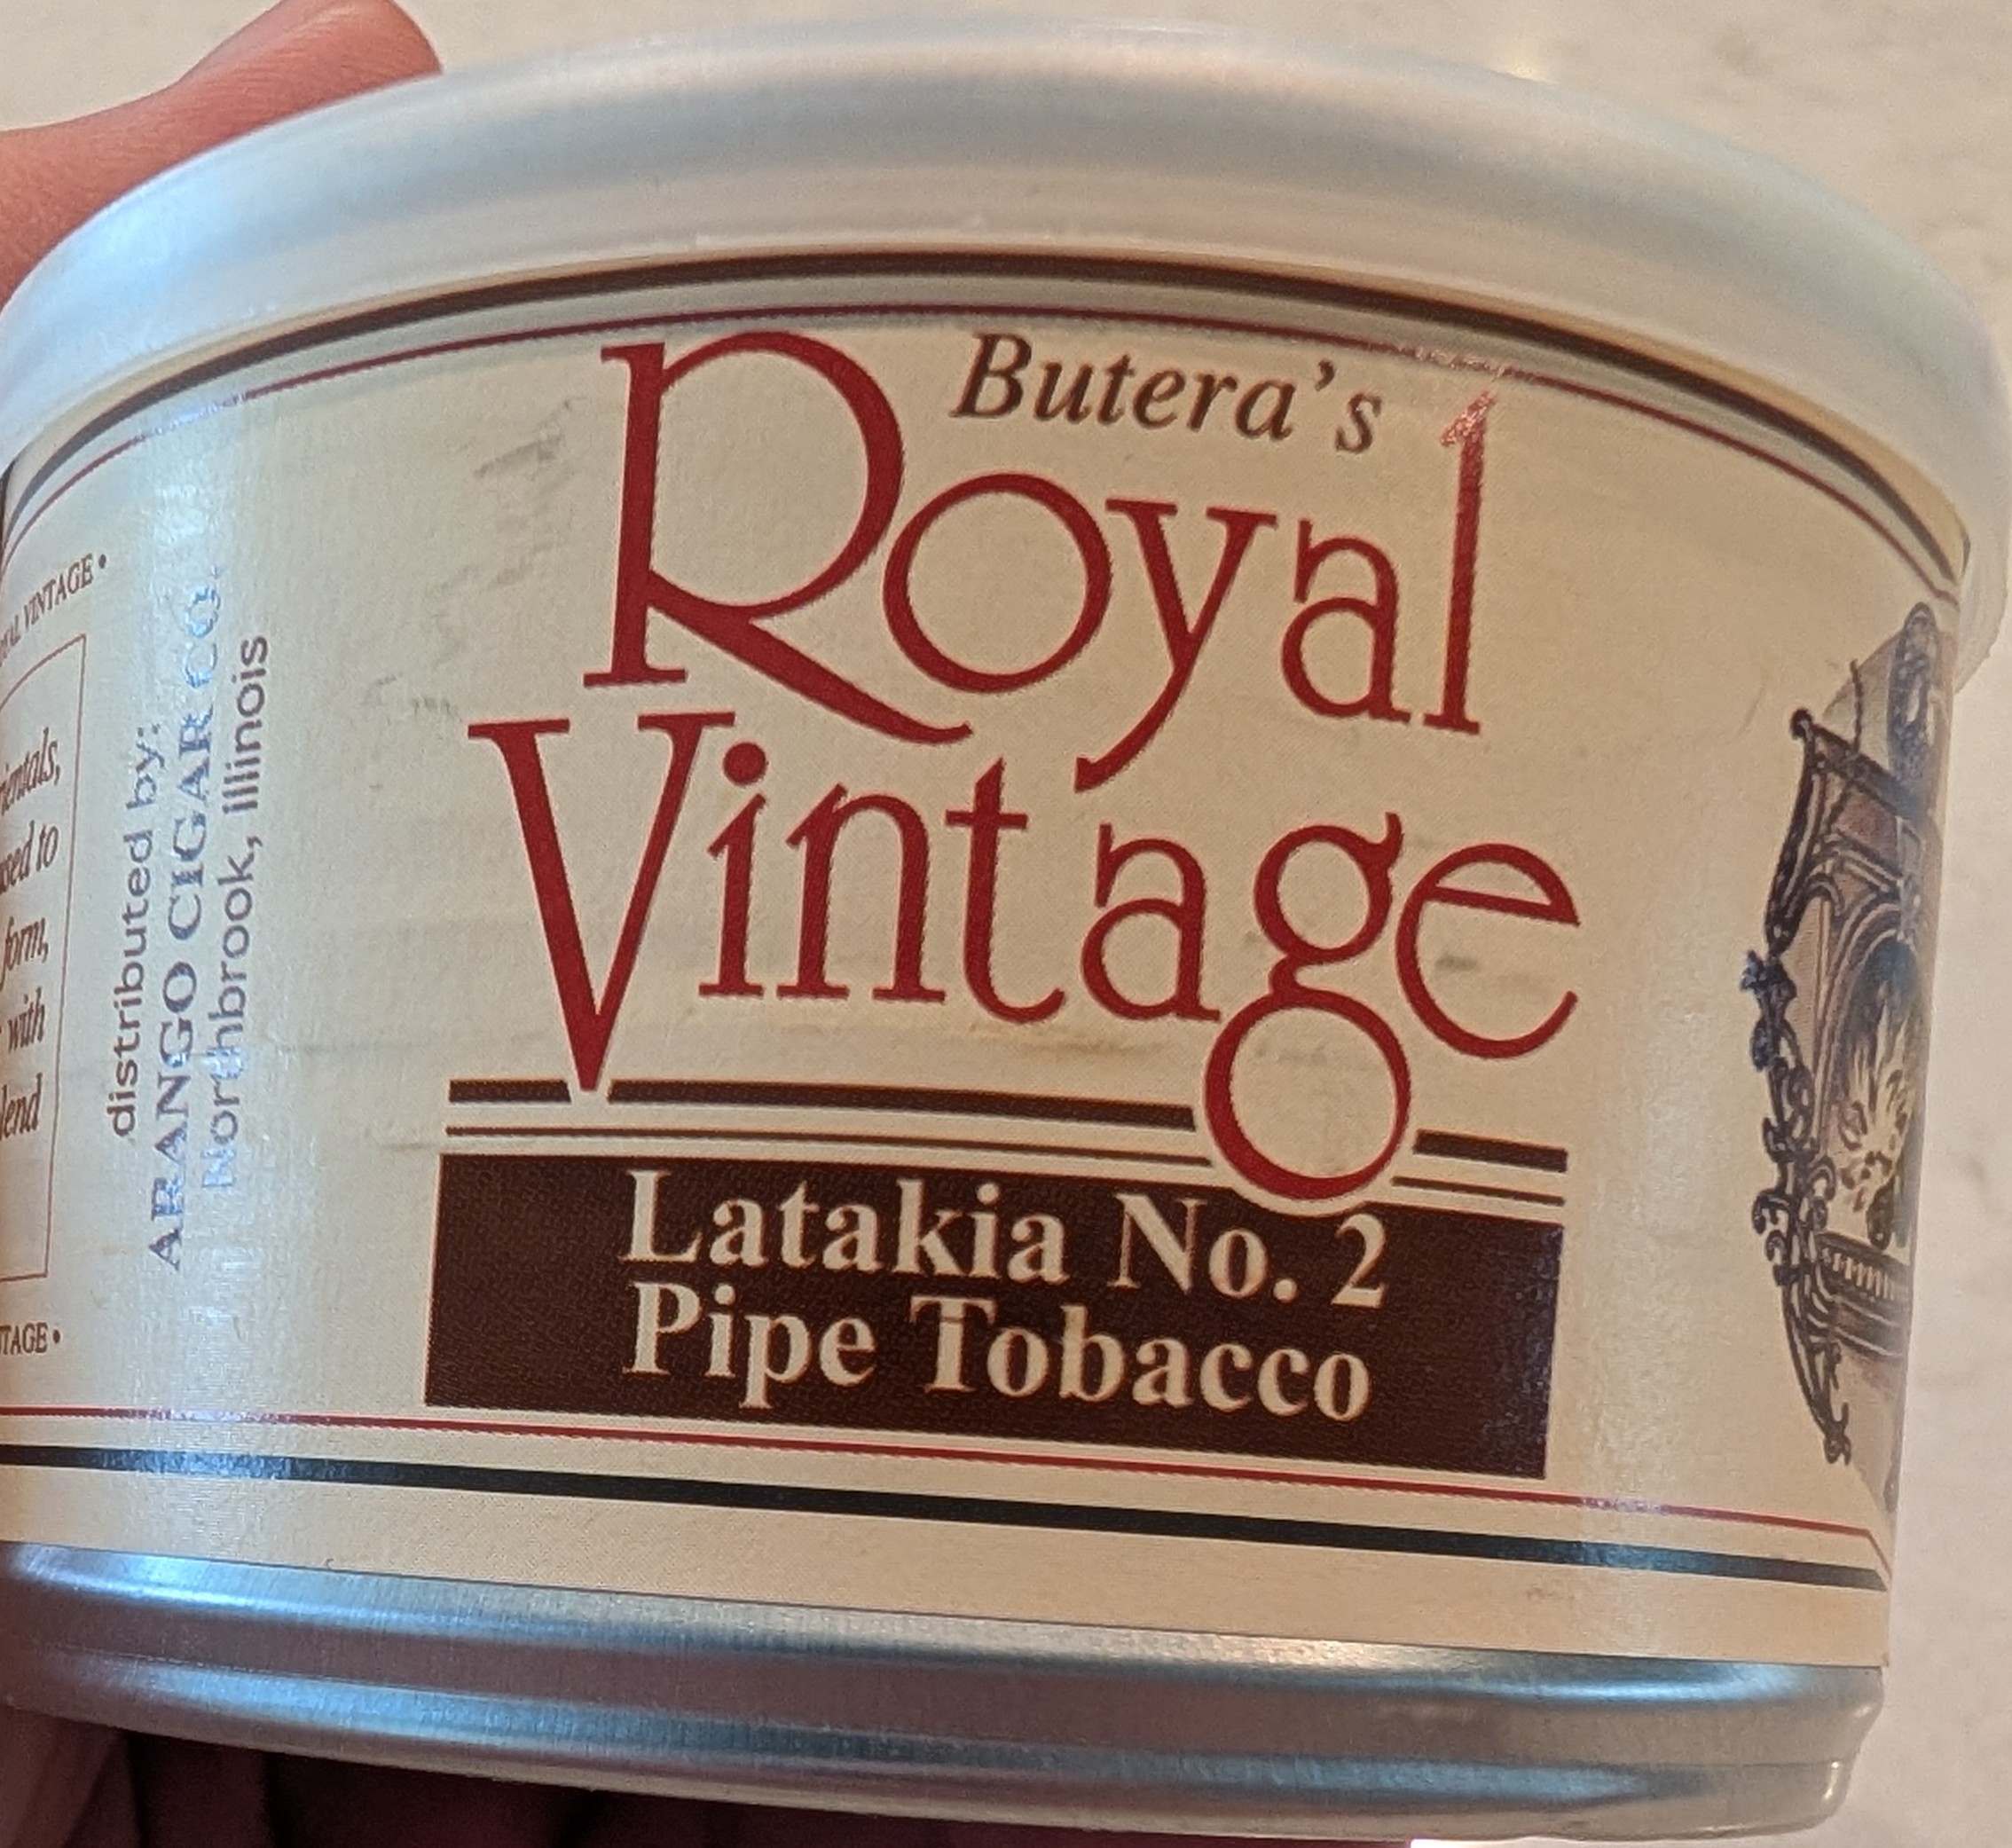 Butera's
Royal
Vintage
Latakia No. 2
Pipe Tobacco
distributed by:
ARANGO CIGAR CO.
Northbrook, Illinois
VINTAGE •
to
form,
with